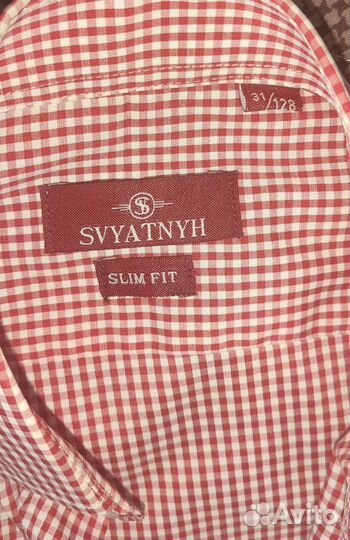 31/128
S
SVYATNYH
SLIM FIT
Avito